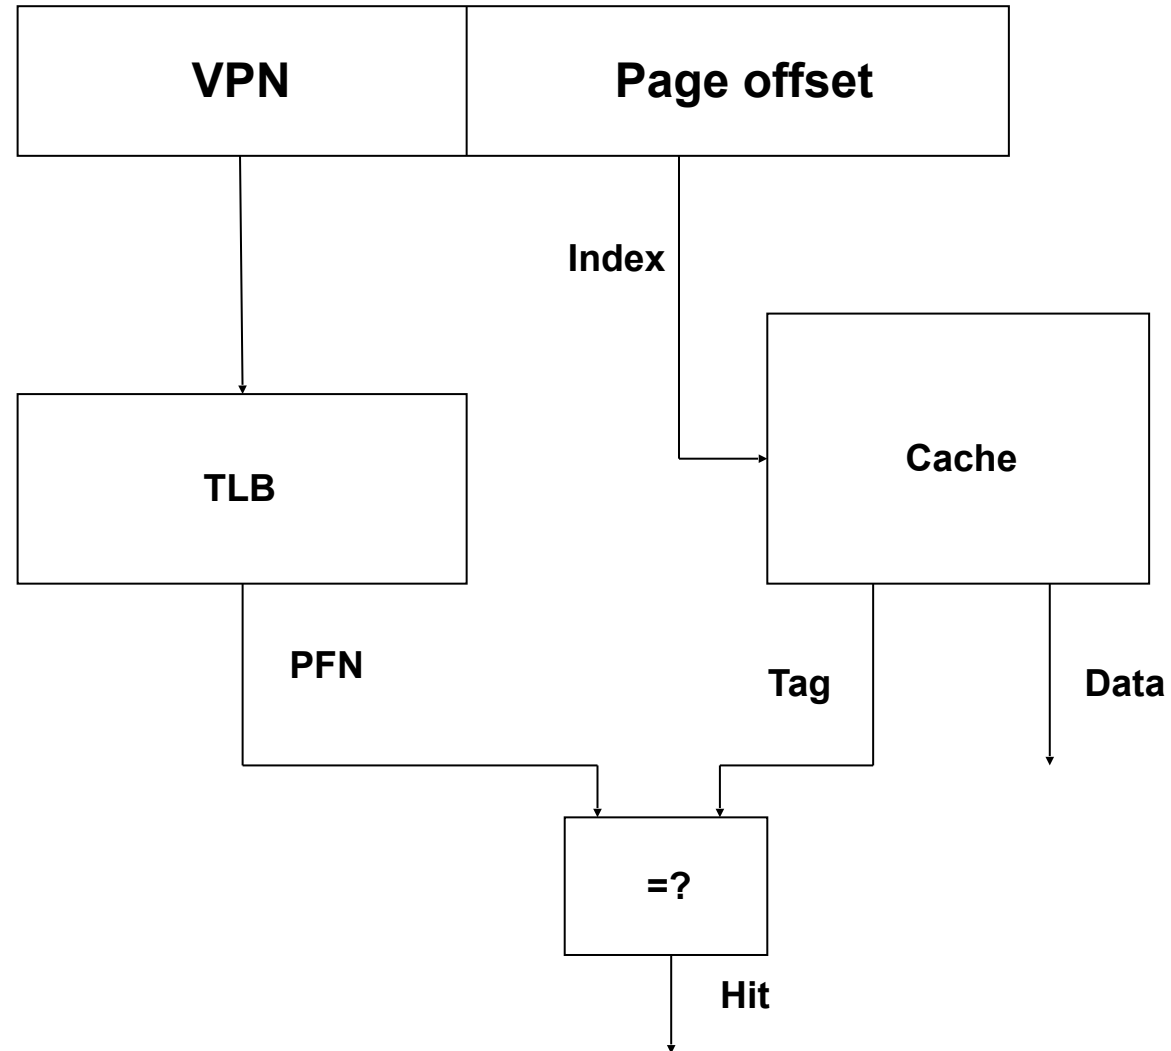 VPN
Page offset
Index
Cache
TLB
PFN
Tag
Data
=?
Hit